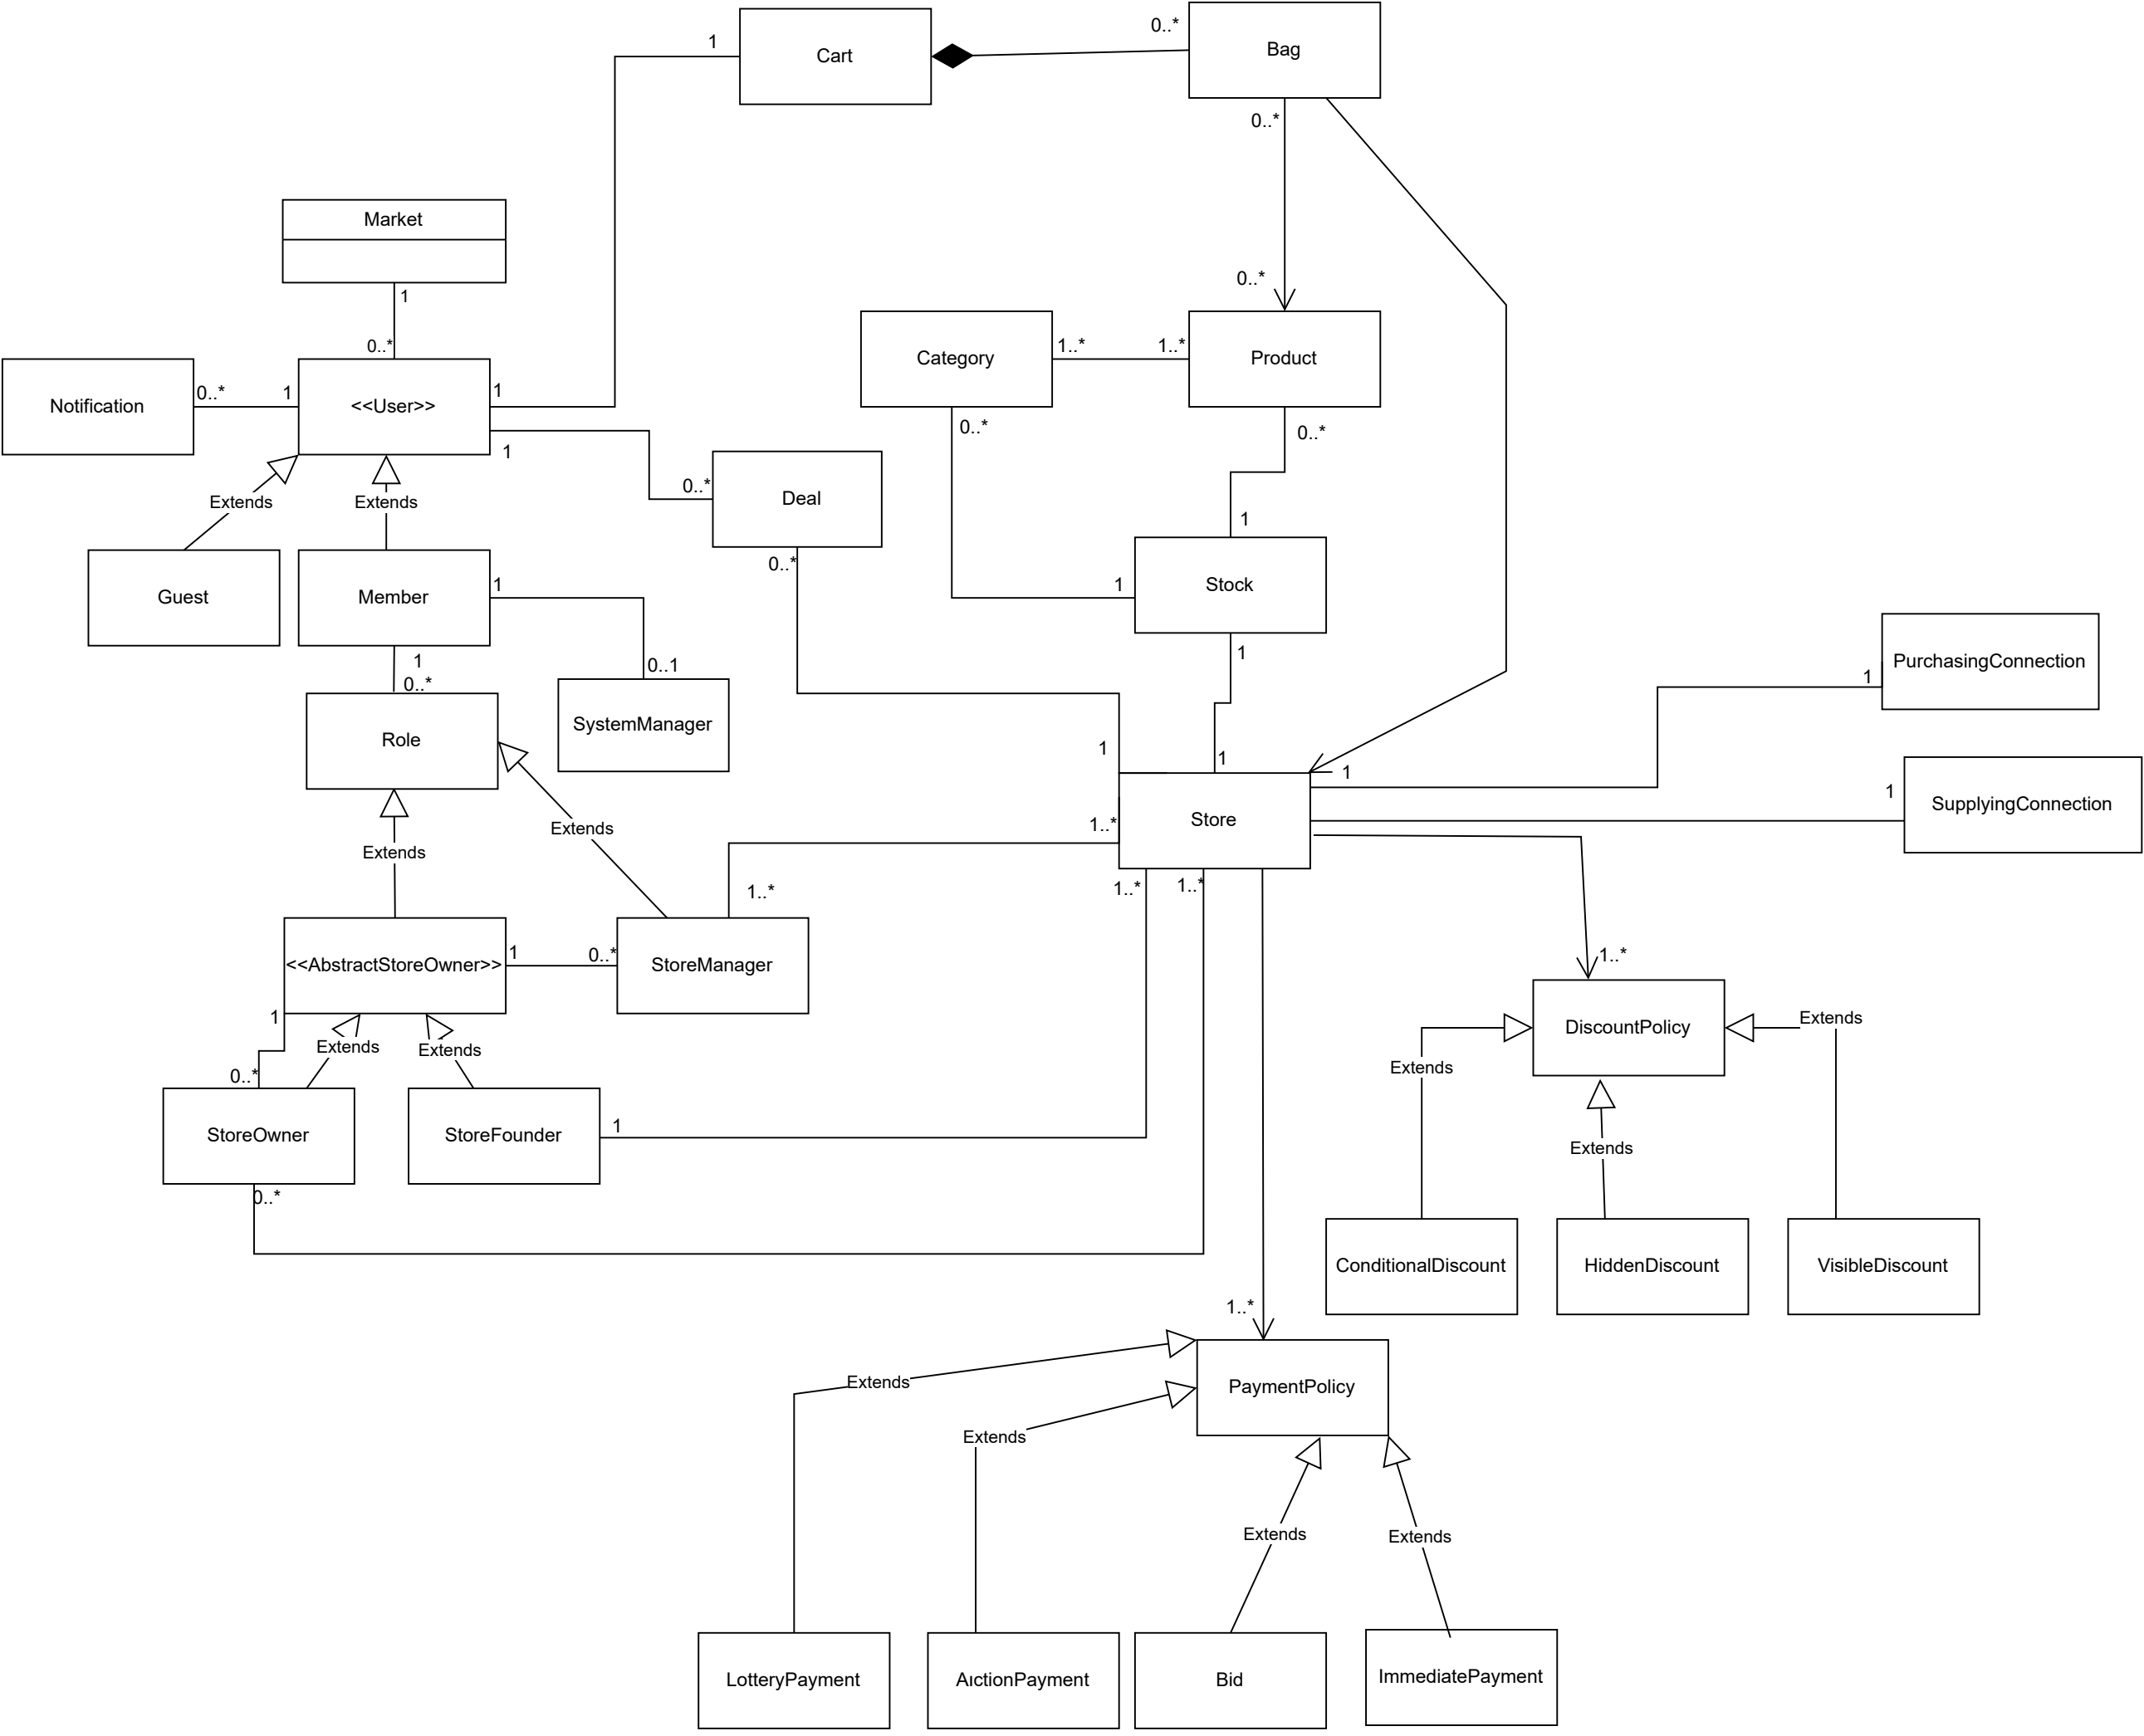 Cart
Bag
1
0..*
0..*
Market
1
0..*
0..*
Notification
<<User>>
Category
Product
0..*
1
1
1..*
1..*
1
0..*
0..*
0..*
Extends
Extends
Deal
0..*
1
Guest
Member
1
Stock
1
1
0..*
0..1
SystemManager
1
PurchasingConnection
1
Role
1
1
1
Store
1
SupplyingConnection
Extends
Extends
1..*
1..*
1..*
1..*
<<AbstractStoreOwner>>
1
0..*
StoreManager
1..*
1
0..*
Extends
Extends
DiscountPolicy
Extends
Extends
Extends
StoreOwner
StoreFounder
1
0..*
ConditionalDiscount
HiddenDiscount
VisibleDiscount
1..*
PaymentPolicy
Extends
Extends
Extends
Extends
LotteryPayment
AıctionPayment
Bid
ImmediatePayment